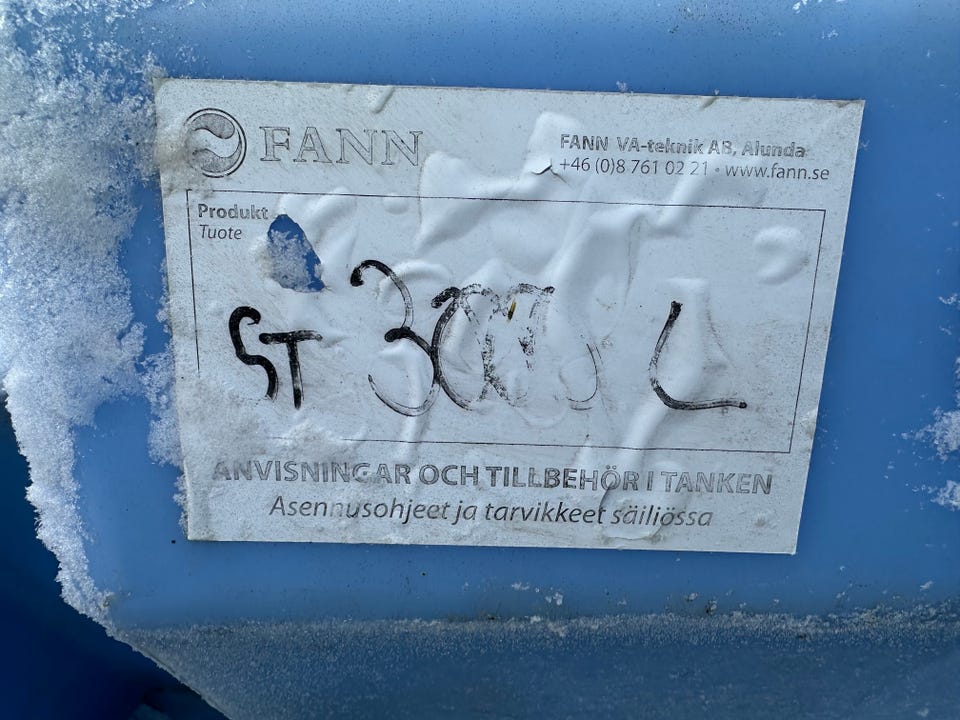 FANN
FANN VA-teknik AB, Alunda
+46 (0)8 761 02 21 • www.fann.se
Produkt
Tuote
ST 3000 L
ANVISNINGAR OCH TILLBEHÖR I TANKEN
Asennusohjeet ja tarvikkeet säiliössä